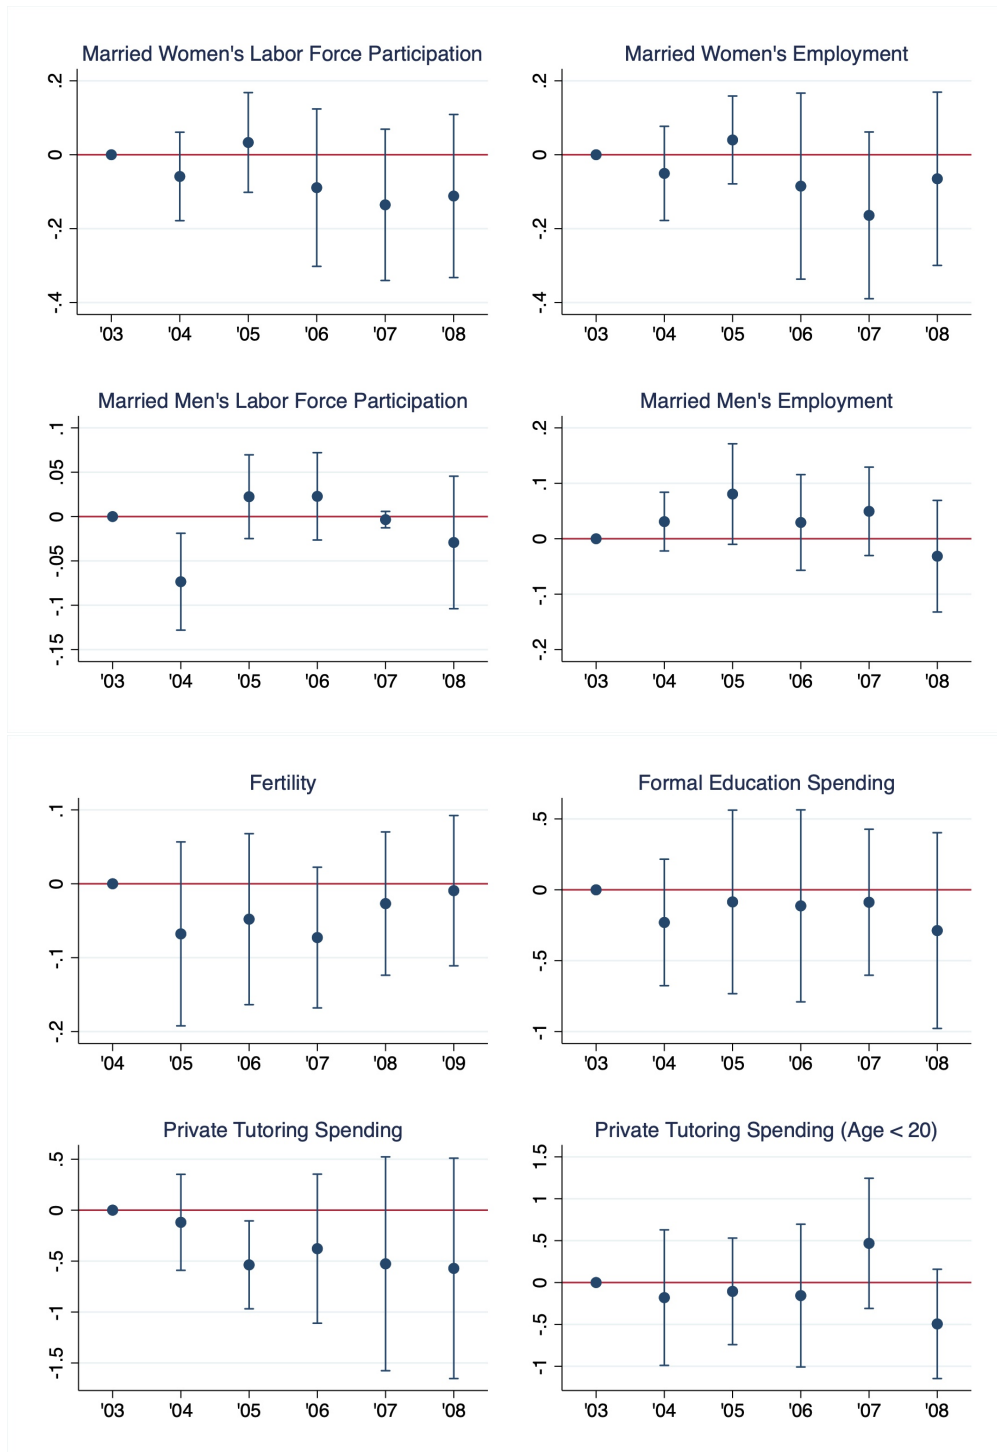 Married Women's Labor Force Participation
.2
0
-.2
-.4
'03 '04 '05 '06 '07 '08
Married Women's Employment
.2
0
-.2
-.4
'03 '04 '05 '06 '07 '08
Married Men's Labor Force Participation
.1
.05
0
-.05
-.1
-.15
'03 '04 '05 '06 '07 '08
Married Men's Employment
.2
.1
0
-.1
-.2
'03 '04 '05 '06 '07 '08
Fertility
.1
0
-.1
-.2
'04 '05 '06 '07 '08 '09
Formal Education Spending
.5
0
-.5
-1
'03 '04 '05 '06 '07 '08
Private Tutoring Spending
.5
0
-.5
-1
-1.5
'03 '04 '05 '06 '07 '08
Private Tutoring Spending (Age < 20)
1.5
1
.5
0
-.5
-1
'03 '04 '05 '06 '07 '08